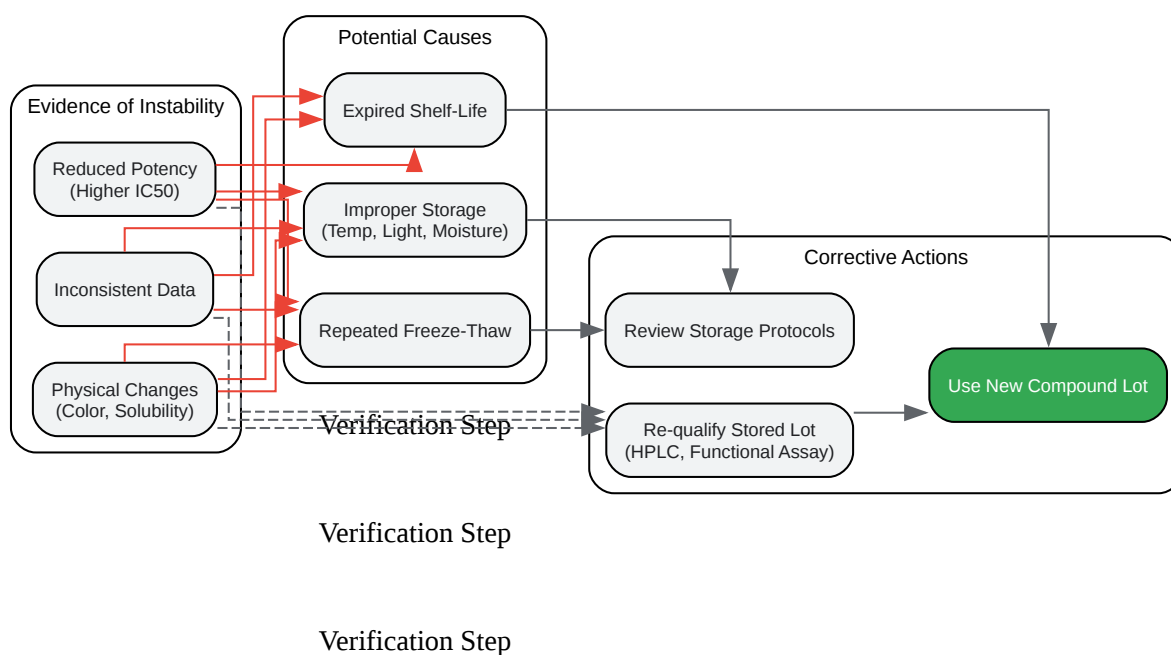 Potential Causes
Evidence of Instability
Expired Shelf-Life
Reduced Potency
(Higher IC50)
Improper Storage
(Temp, Light, Moisture)
Corrective Actions
Inconsistent Data
Repeated Freeze-Thaw
Review Storage Protocols
Physical Changes
(Color, Solubility)
Use New Compound Lot
Verification Step
Re-qualify Stored Lot
(HPLC, Functional Assay)
Verification Step
Verification Step